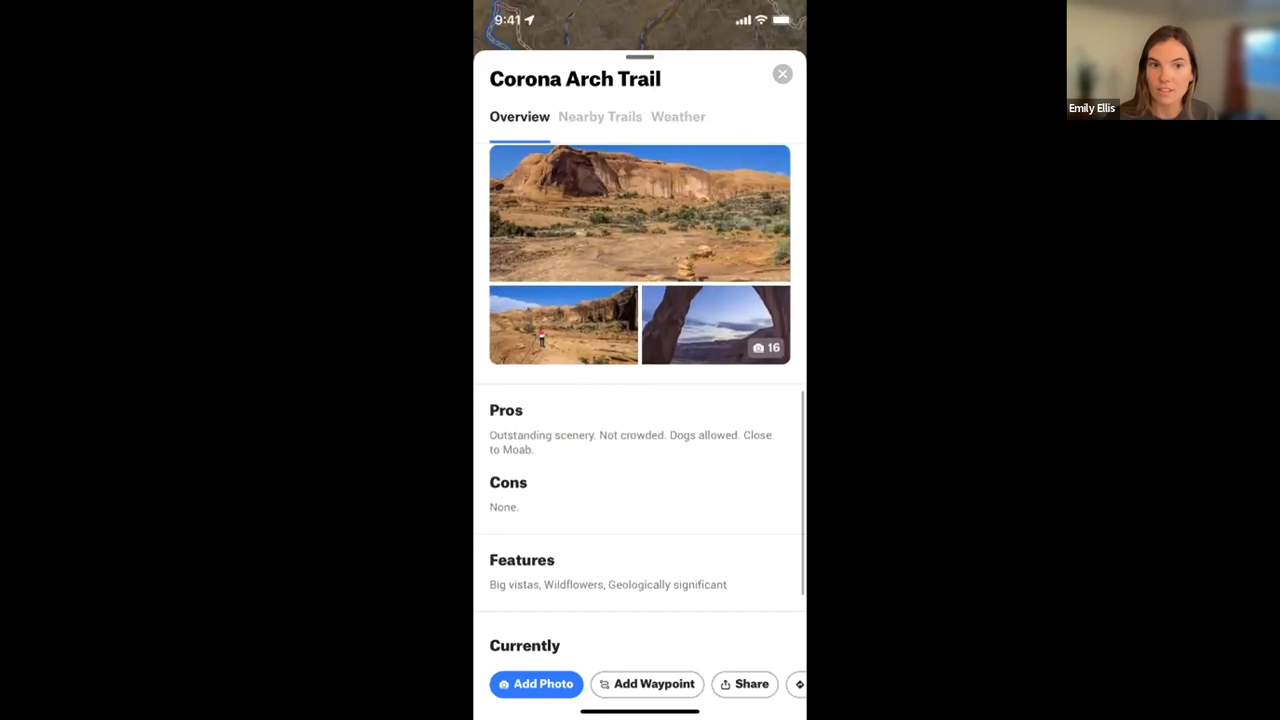 9:41
Corona Arch Trail
Overview Nearby Trails Weather
16
Pros
Outstanding scenery. Not crowded. Dogs allowed. Close
to Moab.
Cons
None.
Features
Big vistas, Wildflowers, Geologically significant
Currently
Add Photo Add Waypoint Share
Emily Ellis